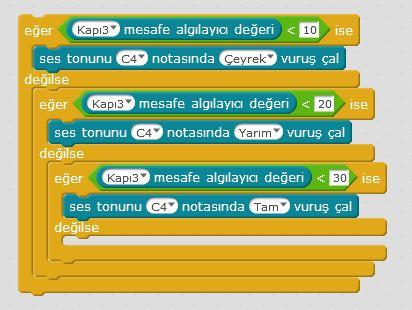 eğer Kapı3 mesafe algılayıcı değeri < 10 ise
ses tonunu C4 notasında Çeyrek vuruş çal
değilse
eğer Kapı3 mesafe algılayıcı değeri < 20 ise
ses tonunu C4 notasında Yarım vuruş çal
değilse
eğer Kapı3 mesafe algılayıcı değeri < 30 ise
ses tonunu C4 notasında Tam vuruş çal
değilse